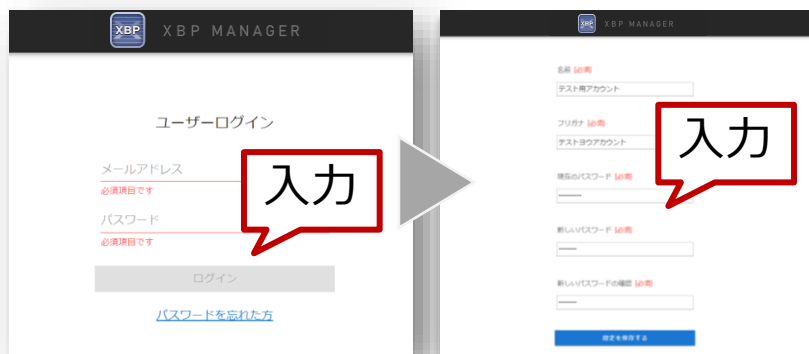 XBP
XBP MANAGER
ユーザーログイン
メールアドレス
必須項目です
パスワード
必須項目です
ログイン
パスワードを忘れた方
入力
XBP
XBP MANAGER
名前 [必須]
テスト用アカウント
フリガナ [必須]
テストヨウアカウント
現在のパスワード [必須]
新しいパスワード [必須]
新しいパスワードの確認 [必須]
設定を保存する
入力